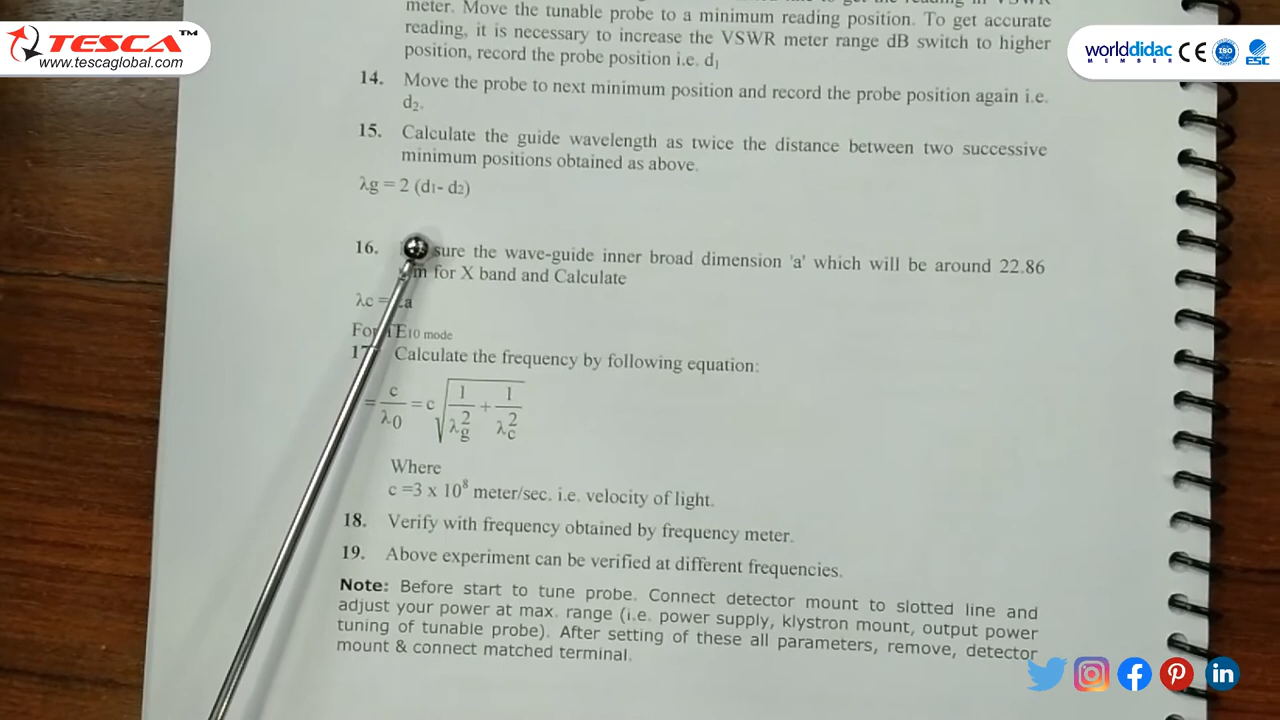 TESCA™
www.tescaglobal.com
worlddidac
MEMBER
CE
ISO
ESC
meter. Move the tunable probe to a minimum reading position. To get accurate
reading, it is necessary to increase the VSWR meter range dB switch to higher
position, record the probe position i.e. d1
14. Move the probe to next minimum position and record the probe position again i.e.
d2.
15. Calculate the guide wavelength as twice the distance between two successive
minimum positions obtained as above.
λg = 2 (d1- d2)
16. sure the wave-guide inner broad dimension 'a' which will be around 22.86
for X band and Calculate
λc = a
For TE10 mode
17. Calculate the frequency by following equation:
= c/λ0 = c √(1/λg² + 1/λc²)
Where
c =3 x 10⁸ meter/sec. i.e. velocity of light.
18. Verify with frequency obtained by frequency meter.
19. Above experiment can be verified at different frequencies.
Note: Before start to tune probe. Connect detector mount to slotted line and
adjust your power at max. range (i.e. power supply, klystron mount, output power
tuning of tunable probe). After setting of these all parameters, remove, detector
mount & connect matched terminal.